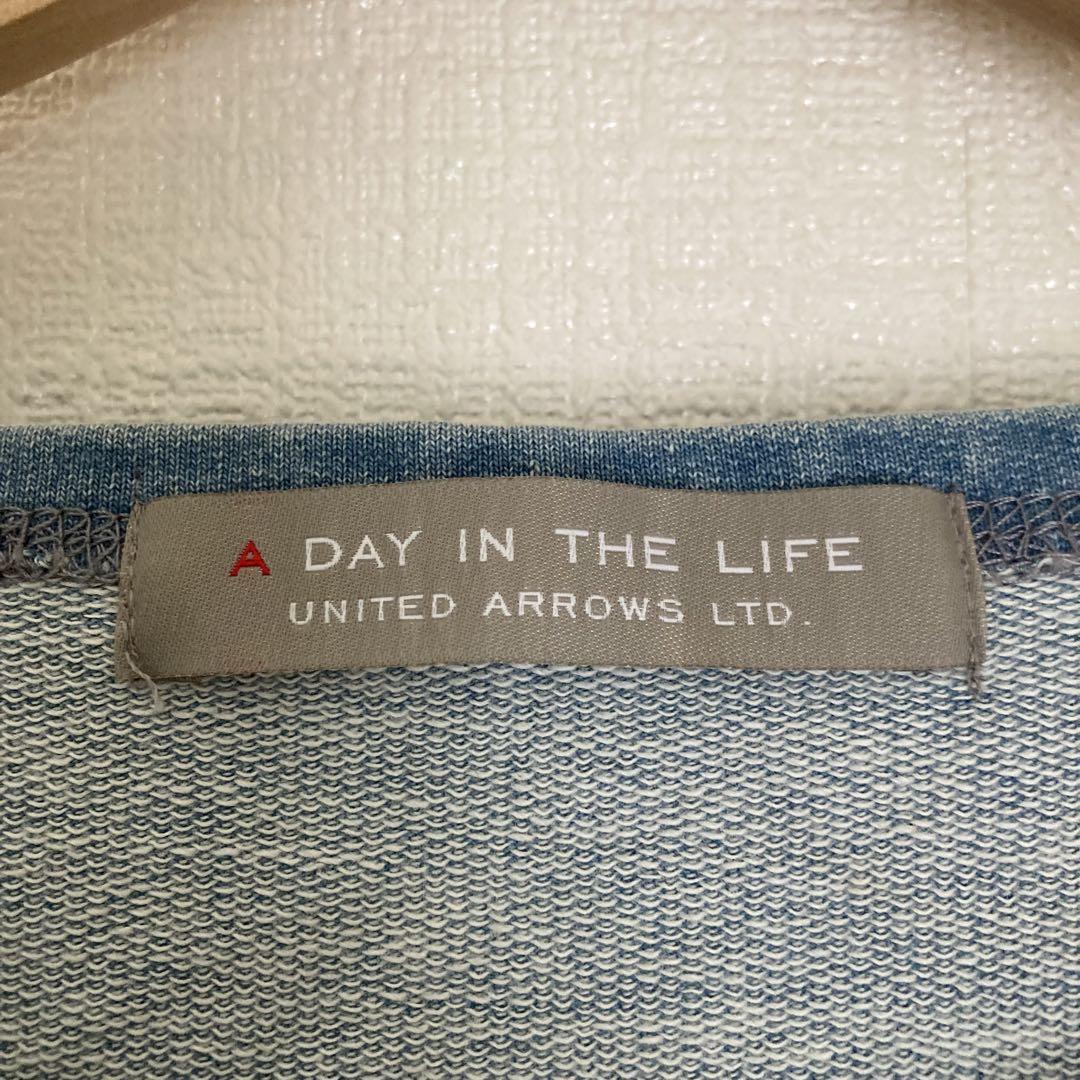 A DAY IN THE LIFE
UNITED ARROWS LTD.